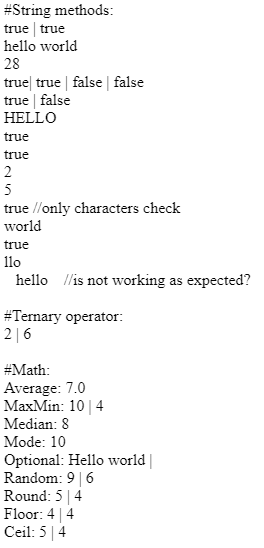 #String methods:
true | true
hello world
28
true| true | false | false
true | false
HELLO
true
true
2
5
true //only characters check
world
true
llo
hello //is not working as expected?
#Ternary operator:
2 | 6
#Math:
Average: 7.0
MaxMin: 10 | 4
Median: 8
Mode: 10
Optional: Hello world |
Random: 9 | 6
Round: 5 | 4
Floor: 4 | 4
Ceil: 5 | 4